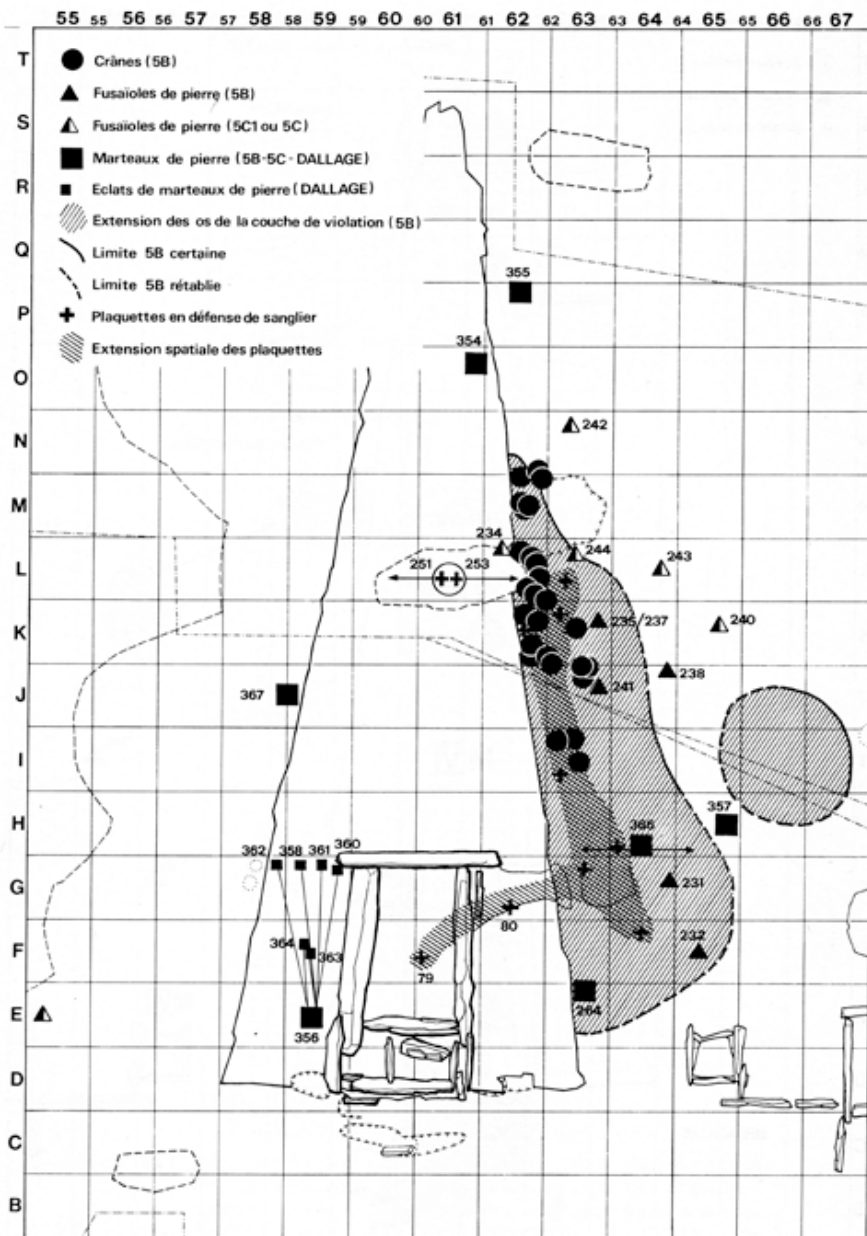 55 56 57 57 58 58 59 60 60 61 61 62 62 63 63 64 64 65 65 66 66 67
T
S
R
Q
P
O
N
M
L
K
J
I
H
G
F
E
D
C
B
Crânes (5B)
Fusaïoles de pierre (5B)
Fusaïoles de pierre (5C1 ou 5C)
Marteaux de pierre (5B-5C-DALLAGE)
Eclats de marteaux de pierre (DALLAGE)
Extension des os de la couche de violation (5B)
Limite 5B certaine
Limite 5B rétablie
Plaquettes en défense de sanglier
Extension spatiale des plaquettes
355
354
242
234
244
243
251 253
235/237
240
238
367
241
357
365
362 358 361 360
231
80
364
363
232
79
264
356